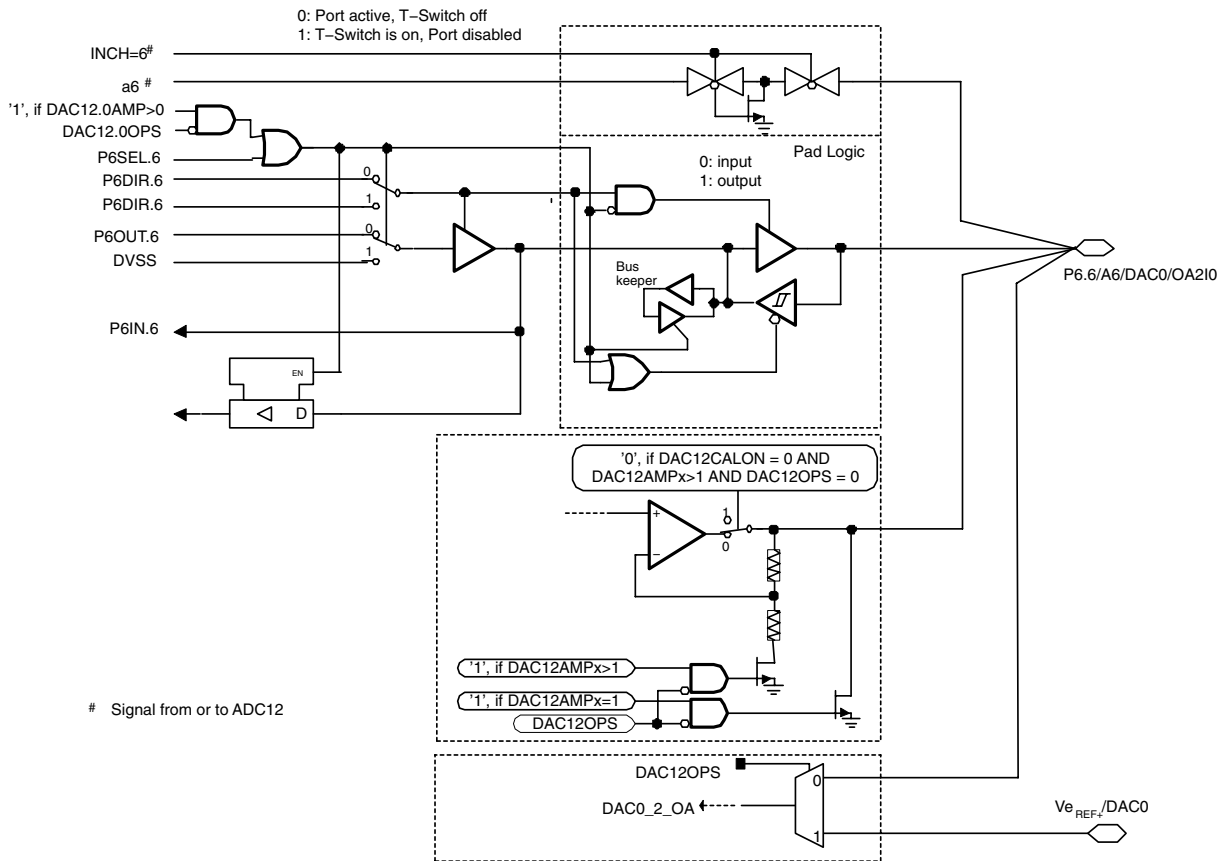 0: Port active, T−Switch off
1: T−Switch is on, Port disabled
INCH=6#
a6 #
'1', if DAC12.0AMP>0
DAC12.0OPS
P6SEL.6
P6DIR.6
P6DIR.6
P6OUT.6
DVSS
0
1
0
1
Pad Logic
0: input
1: output
Bus
keeper
P6.6/A6/DAC0/OA2I0
P6IN.6
EN
D
'0', if DAC12CALON = 0 AND
DAC12AMPx>1 AND DAC12OPS = 0
+
−
1
0
'1', if DAC12AMPx>1
'1', if DAC12AMPx=1
DAC12OPS
# Signal from or to ADC12
DAC12OPS
0
DAC0_2_OA
1
VeREF+/DAC0